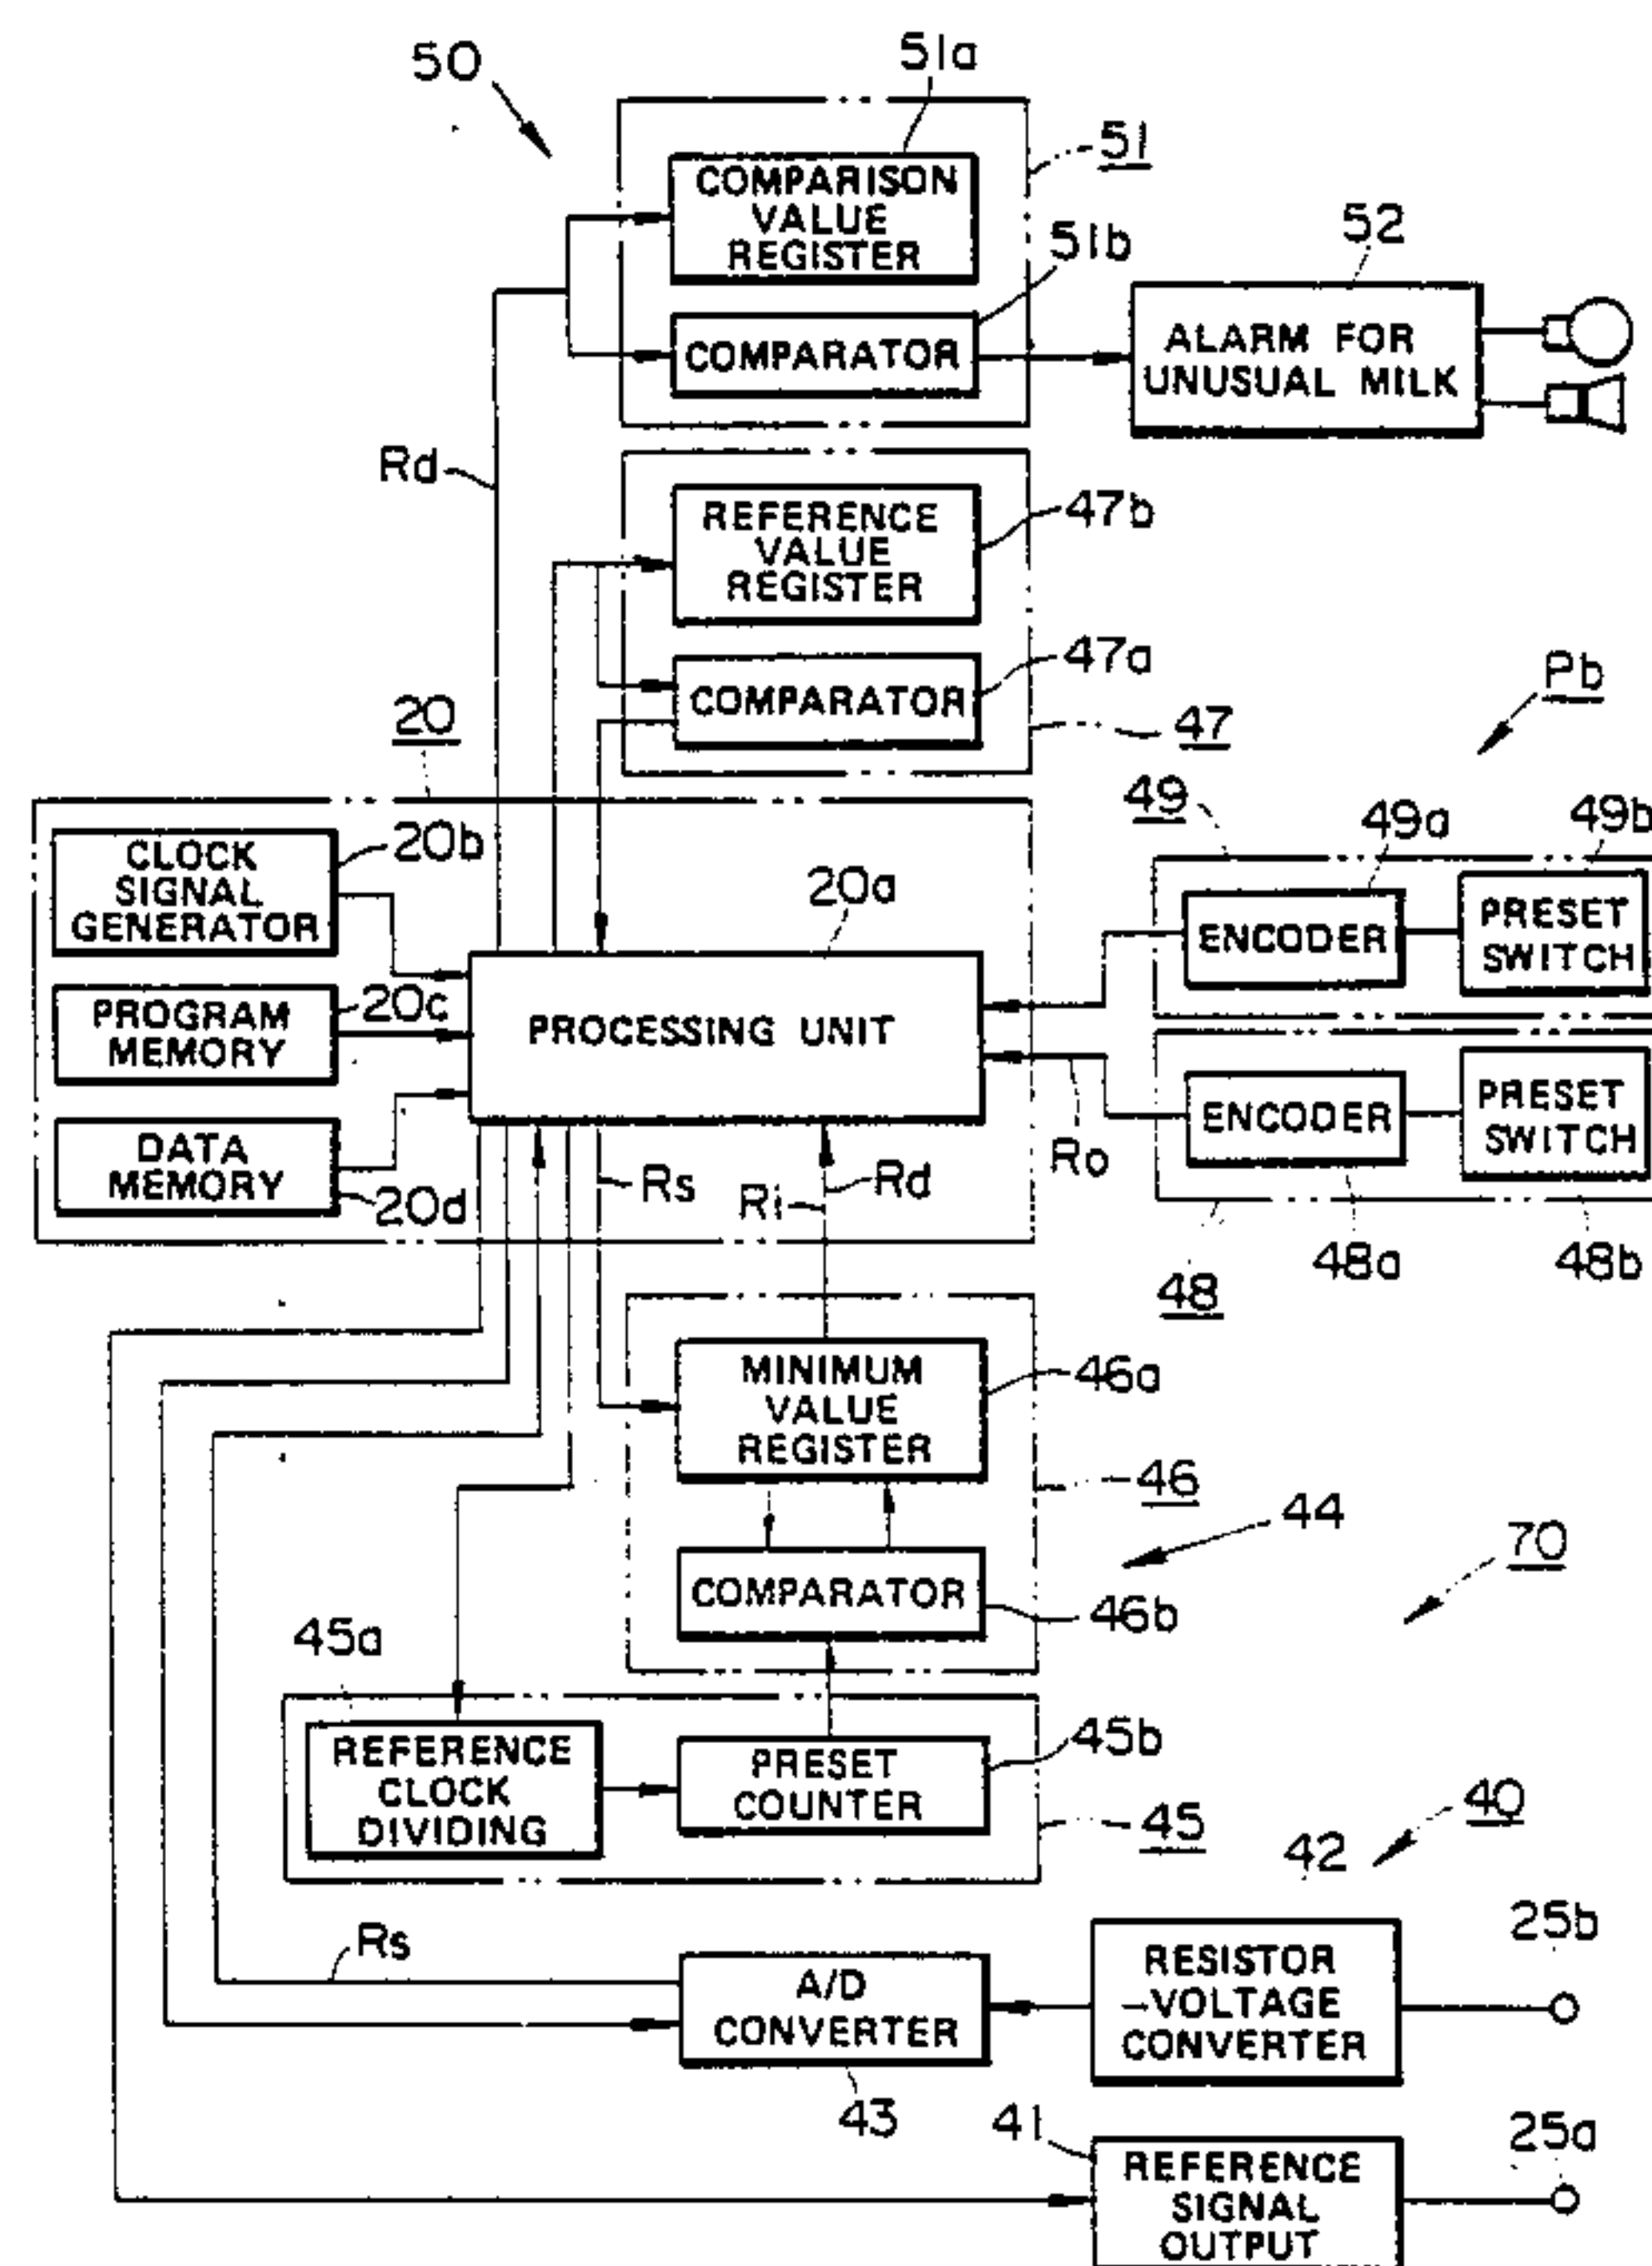 50
51a
51
COMPARISON
VALUE
REGISTER
51b
52
COMPARATOR
ALARM FOR
UNUSUAL MILK
Rd
REFERENCE
VALUE
REGISTER
47b
47a
COMPARATOR
47
Pb
20
49
49a
49b
CLOCK
SIGNAL
GENERATOR
20b
20a
ENCODER
PRESET
SWITCH
PROGRAM
MEMORY
20c
PROCESSING UNIT
ENCODER
PRESET
SWITCH
DATA
MEMORY
20d
Rs
Ri
Rd
Ro
48
48a
48b
MINIMUM
VALUE
REGISTER
46a
46
44
70
COMPARATOR
46b
45a
REFERENCE
CLOCK
DIVIDING
PRESET
COUNTER
45b
45
40
42
Rs
A/D
CONVERTER
43
RESISTOR
-VOLTAGE
CONVERTER
25b
41
REFERENCE
SIGNAL
OUTPUT
25a